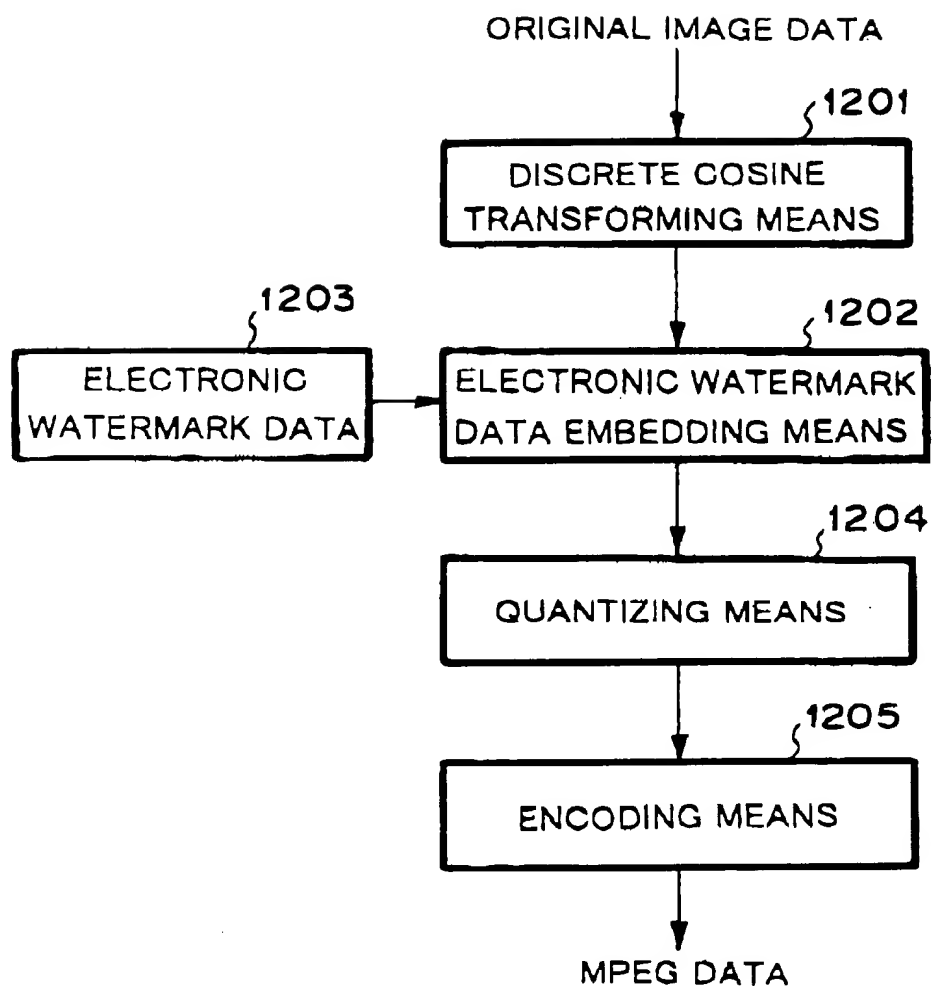 ORIGINAL IMAGE DATA
1201
DISCRETE COSINE
TRANSFORMING MEANS
1203
ELECTRONIC
WATERMARK DATA
1202
ELECTRONIC WATERMARK
DATA EMBEDDING MEANS
1204
QUANTIZING MEANS
1205
ENCODING MEANS
MPEG DATA